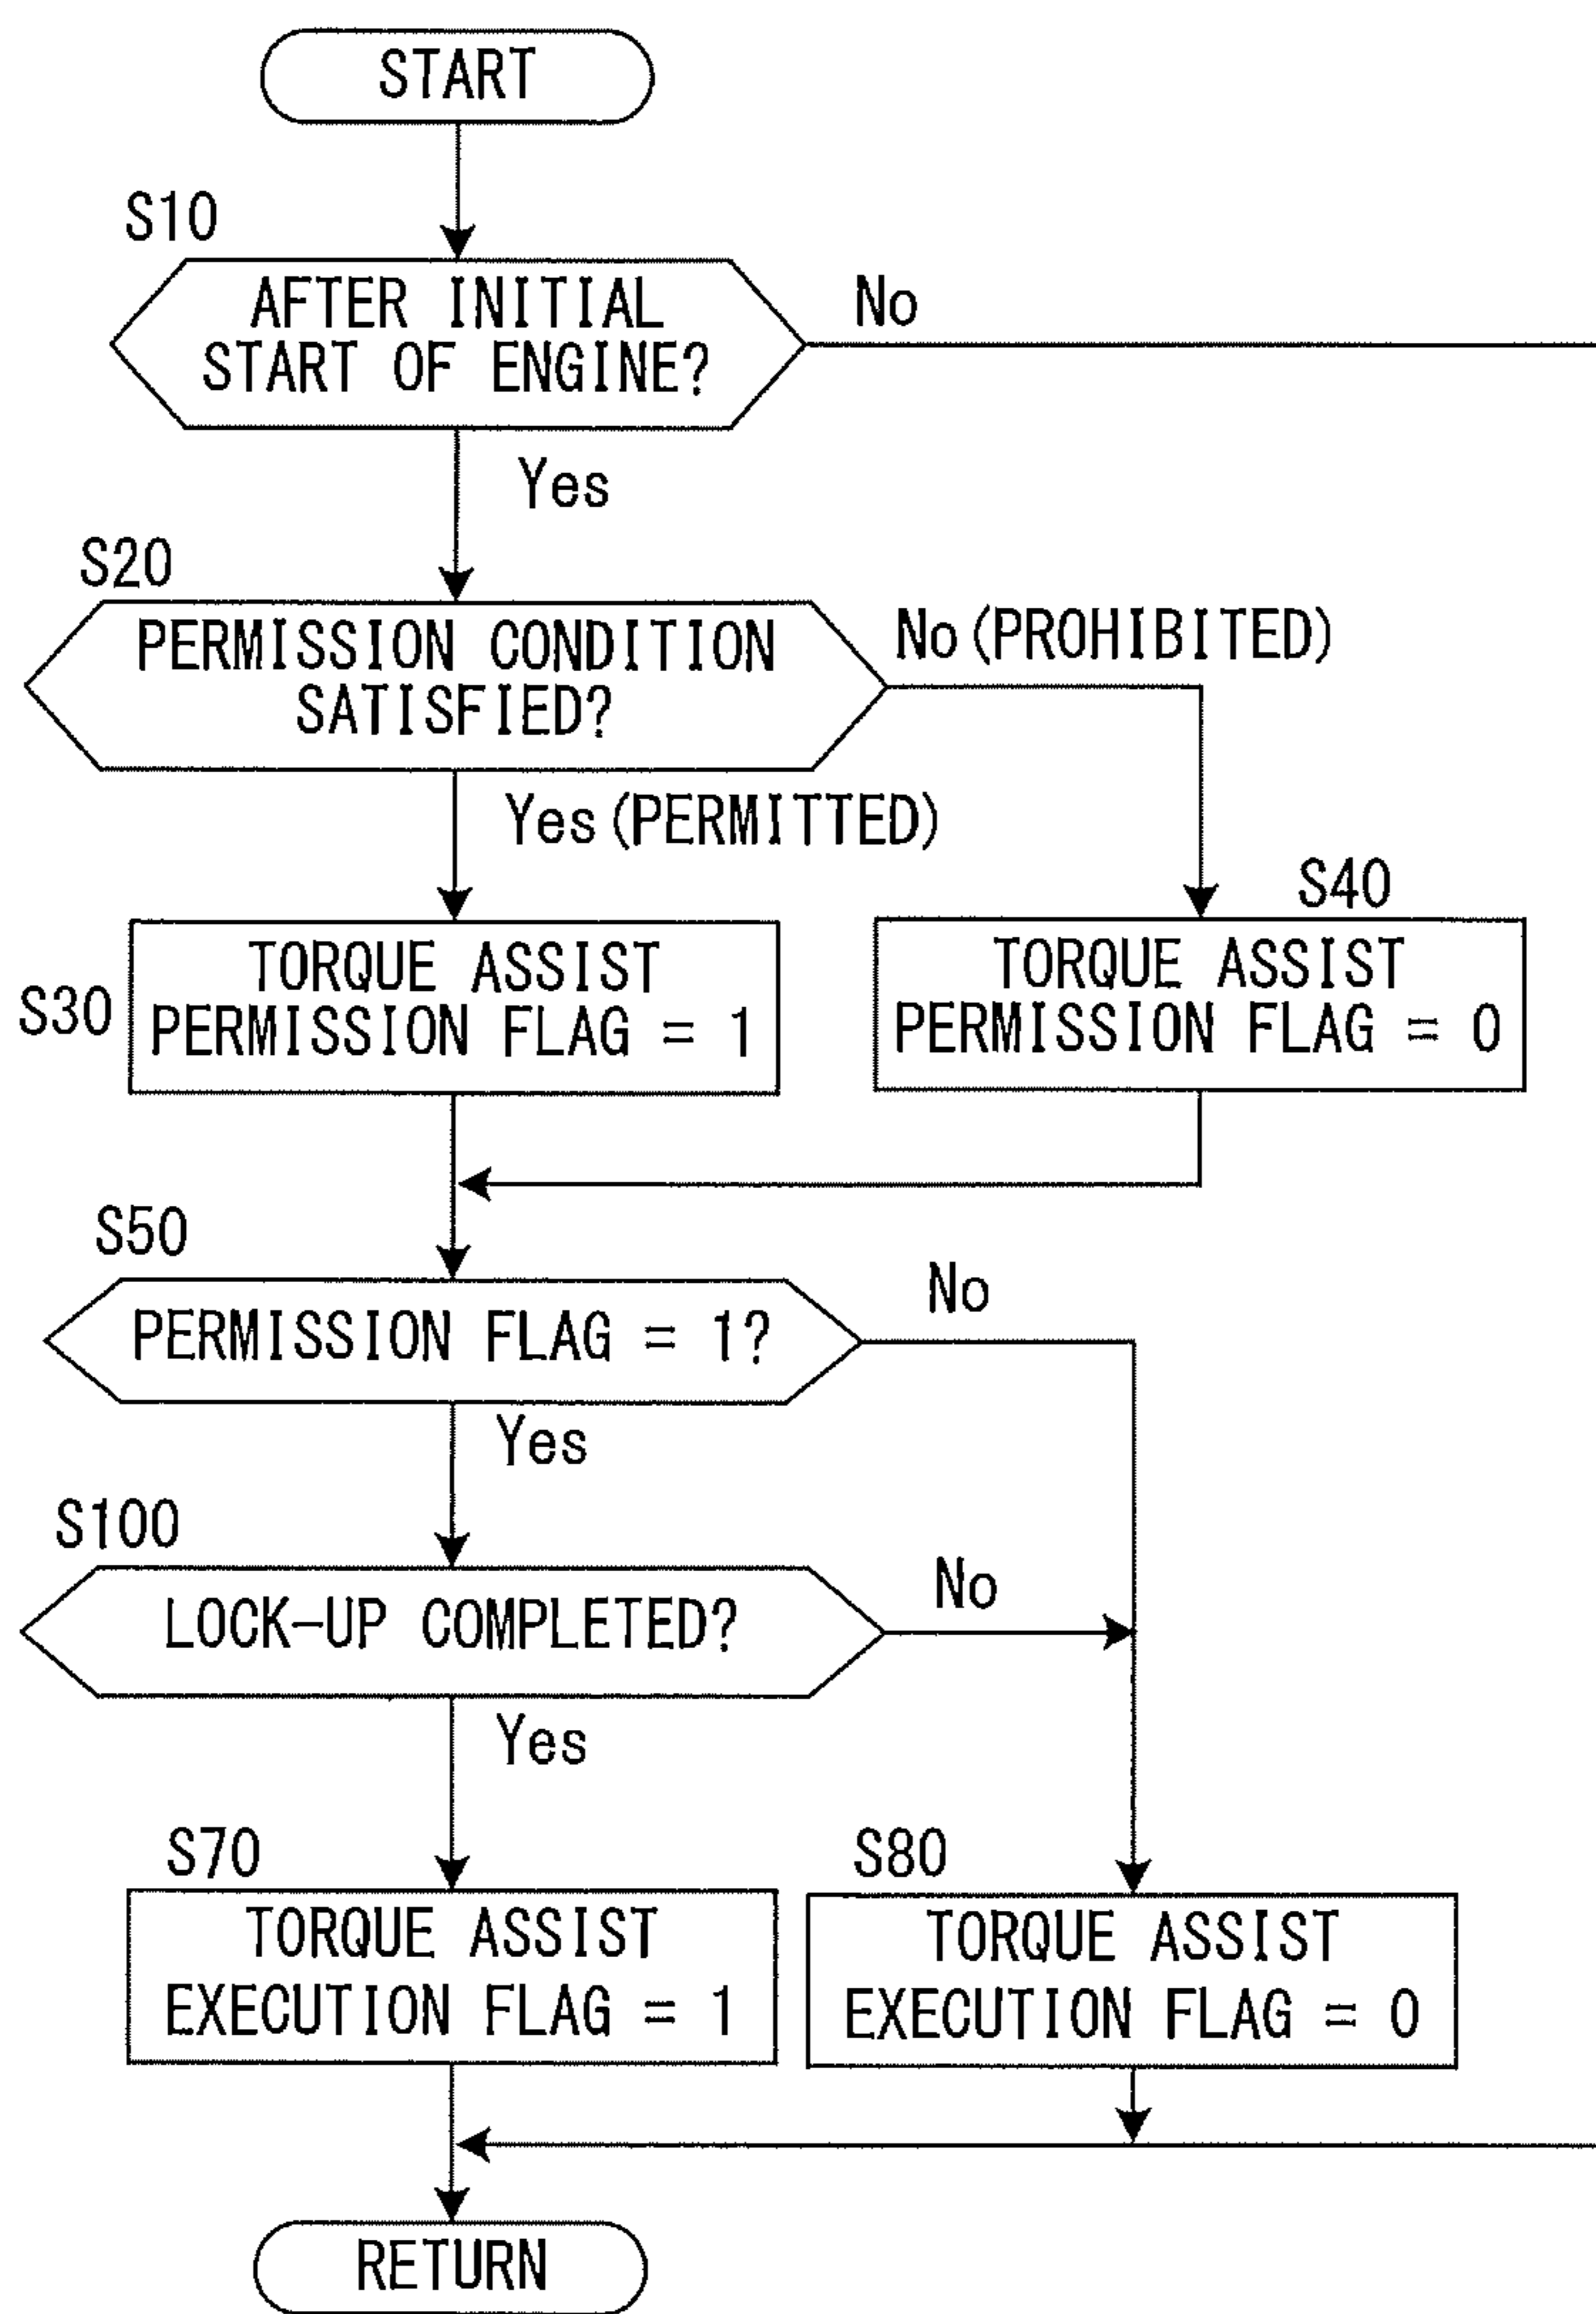 START
S10
AFTER INITIAL
START OF ENGINE?
No
Yes
S20
PERMISSION CONDITION
SATISFIED?
No (PROHIBITED)
Yes (PERMITTED)
S30
TORQUE ASSIST
PERMISSION FLAG = 1
S40
TORQUE ASSIST
PERMISSION FLAG = 0
S50
PERMISSION FLAG = 1?
No
Yes
S100
LOCK-UP COMPLETED?
No
Yes
S70
TORQUE ASSIST
EXECUTION FLAG = 1
S80
TORQUE ASSIST
EXECUTION FLAG = 0
RETURN